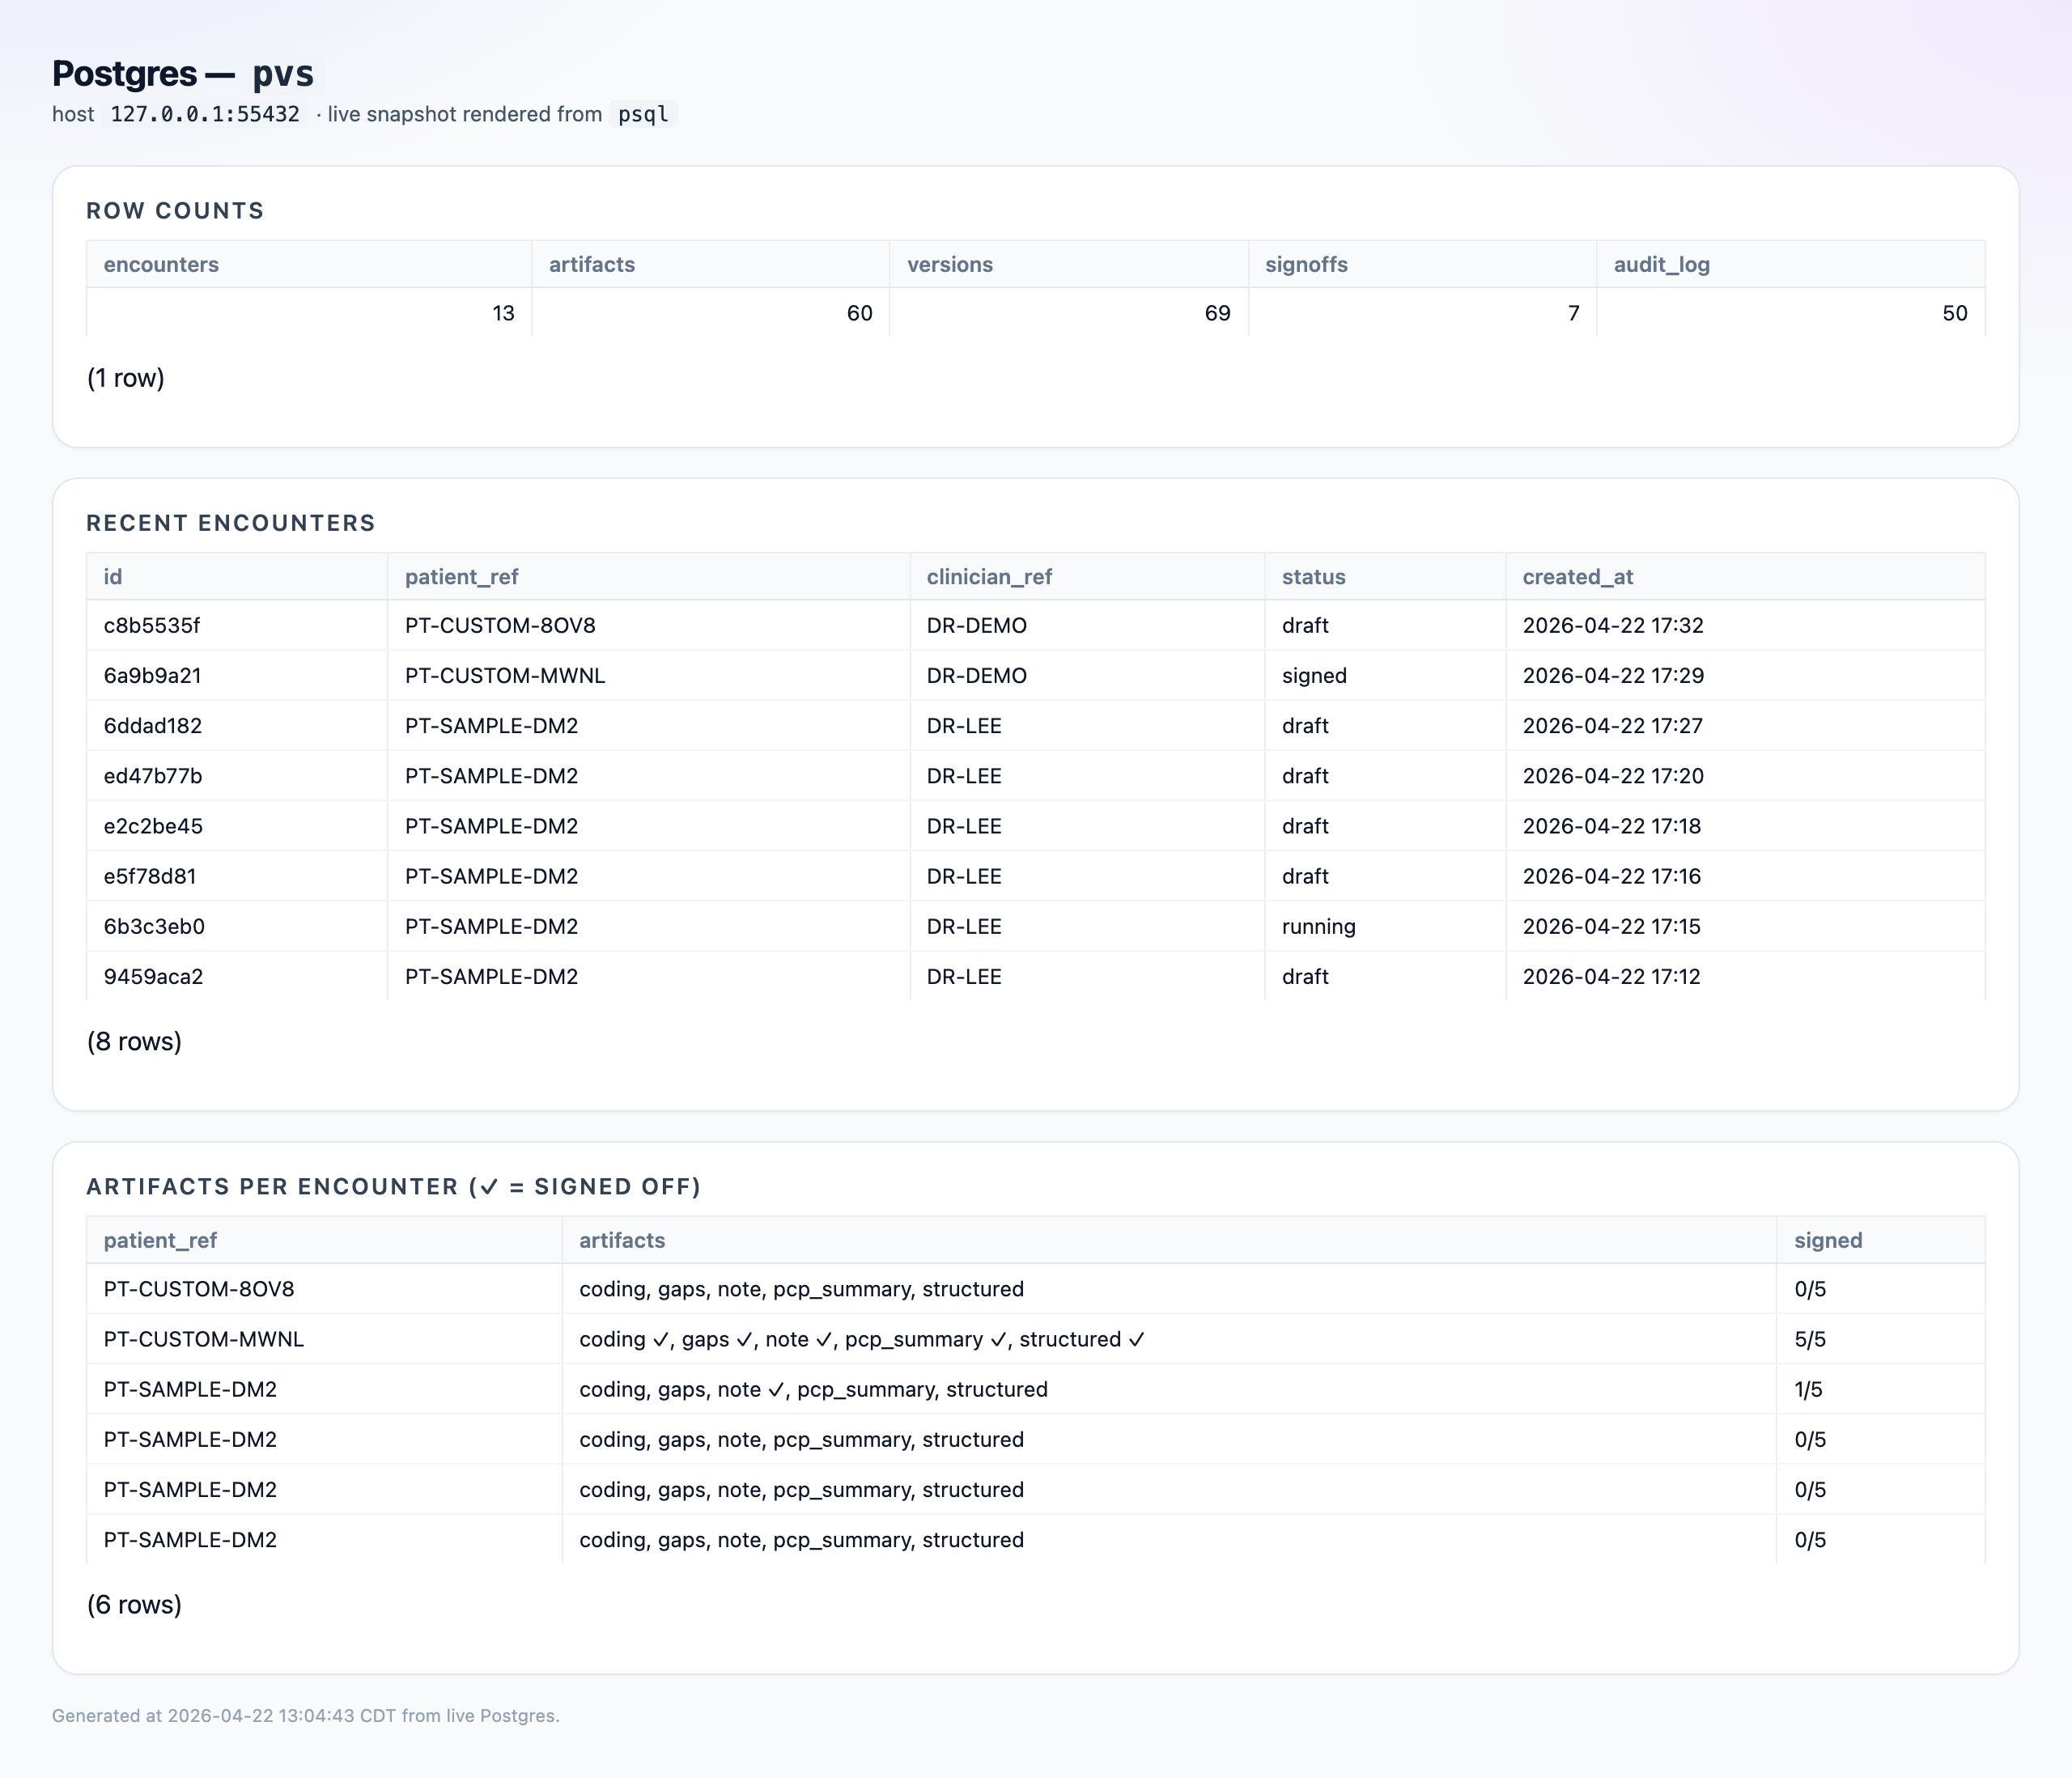 Postgres — pvs
host 127.0.0.1:55432 · live snapshot rendered from psql
ROW COUNTS
encounters artifacts versions signoffs audit_log
13 60 69 7 50
(1 row)
RECENT ENCOUNTERS
id patient_ref clinician_ref status created_at
c8b5535f PT-CUSTOM-8OV8 DR-DEMO draft 2026-04-22 17:32
6a9b9a21 PT-CUSTOM-MWNL DR-DEMO signed 2026-04-22 17:29
6ddad182 PT-SAMPLE-DM2 DR-LEE draft 2026-04-22 17:27
ed47b77b PT-SAMPLE-DM2 DR-LEE draft 2026-04-22 17:20
e2c2be45 PT-SAMPLE-DM2 DR-LEE draft 2026-04-22 17:18
e5f78d81 PT-SAMPLE-DM2 DR-LEE draft 2026-04-22 17:16
6b3c3eb0 PT-SAMPLE-DM2 DR-LEE running 2026-04-22 17:15
9459aca2 PT-SAMPLE-DM2 DR-LEE draft 2026-04-22 17:12
(8 rows)
ARTIFACTS PER ENCOUNTER (✓ = SIGNED OFF)
patient_ref artifacts signed
PT-CUSTOM-8OV8 coding, gaps, note, pcp_summary, structured 0/5
PT-CUSTOM-MWNL coding ✓, gaps ✓, note ✓, pcp_summary ✓, structured ✓ 5/5
PT-SAMPLE-DM2 coding, gaps, note ✓, pcp_summary, structured 1/5
PT-SAMPLE-DM2 coding, gaps, note, pcp_summary, structured 0/5
PT-SAMPLE-DM2 coding, gaps, note, pcp_summary, structured 0/5
PT-SAMPLE-DM2 coding, gaps, note, pcp_summary, structured 0/5
(6 rows)
Generated at 2026-04-22 13:04:43 CDT from live Postgres.